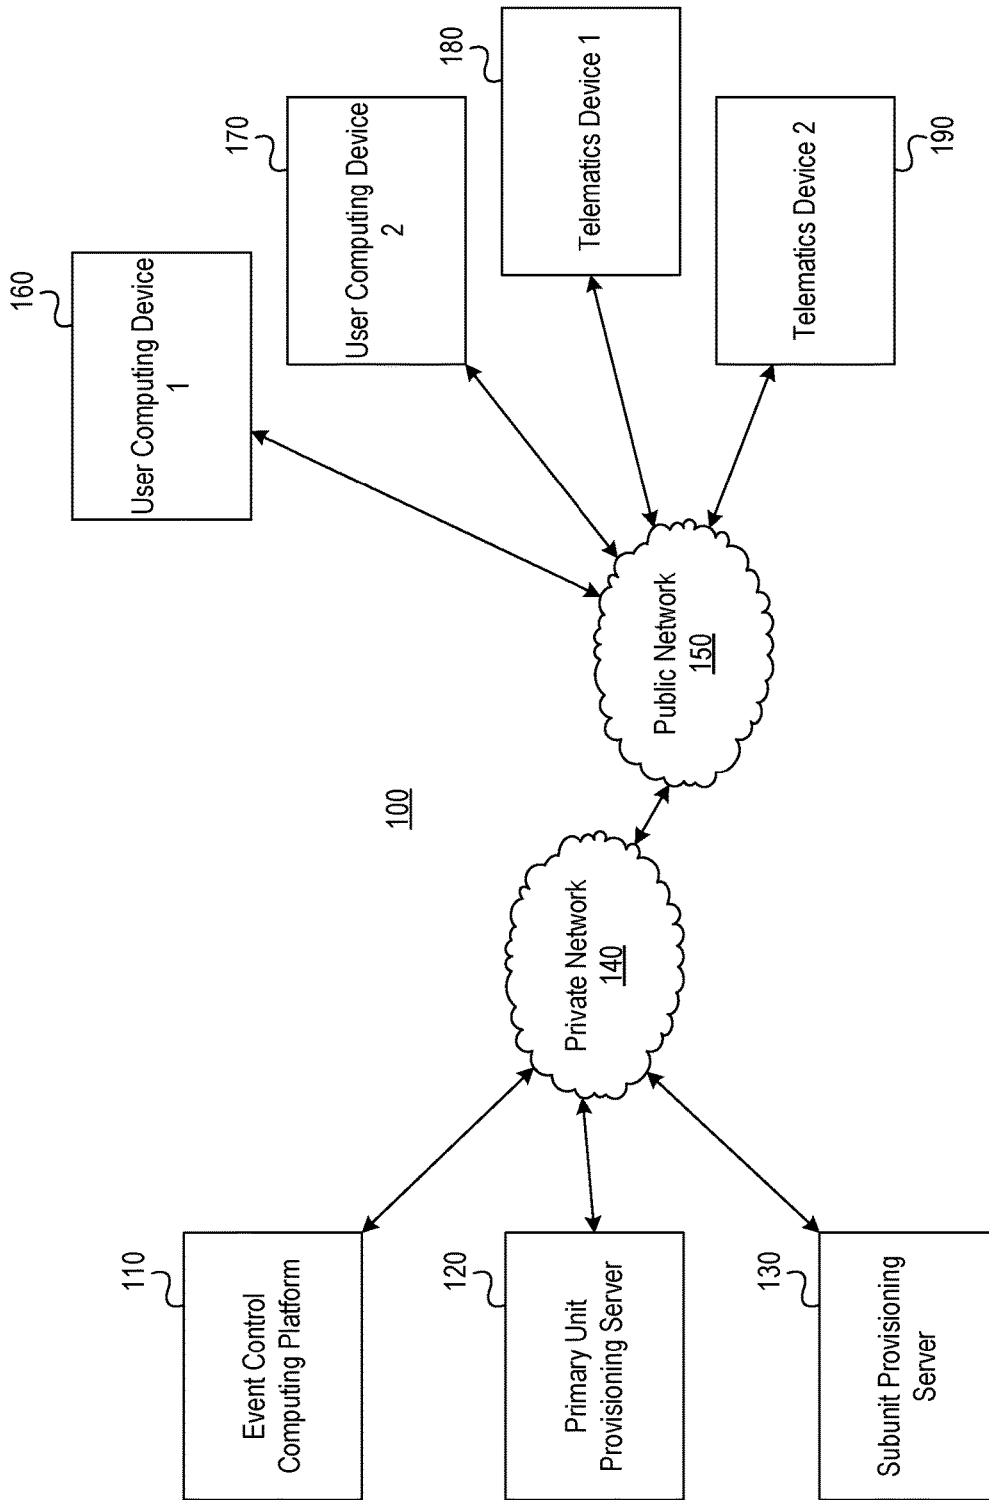 110
Event Control
Computing Platform
120
Primary Unit
Provisioning Server
130
Subunit Provisioning
Server
Private Network
140
100
Public Network
150
160
User Computing Device
1
170
User Computing Device
2
180
Telematics Device 1
Telematics Device 2
190